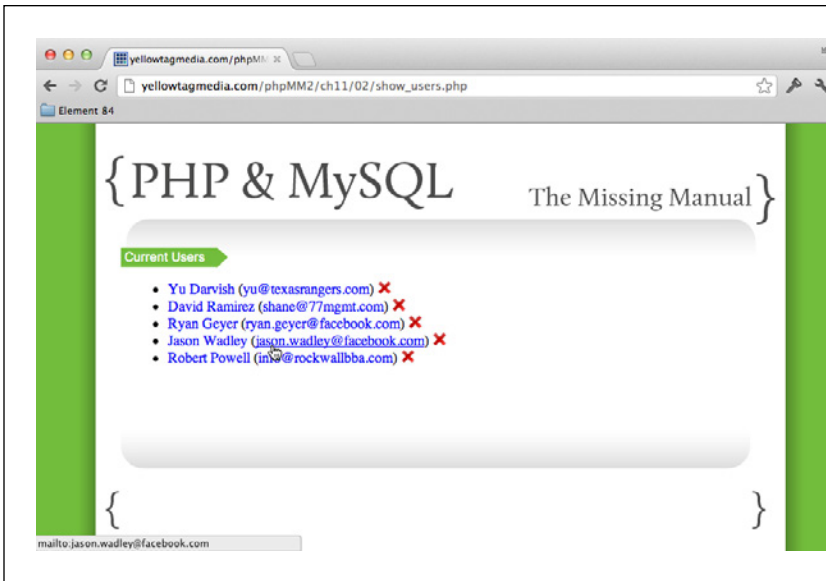 yellowtagmedia.com/phpMM
yellowtagmedia.com/phpMM2/ch11/02/show_users.php
Element 84
{PHP & MySQL
The Missing Manual}
Current Users
• Yu Darvish (yu@texasrangers.com)
• David Ramirez (shane@77mgmt.com)
• Ryan Geyer (ryan.geyer@facebook.com)
• Jason Wadley (jason.wadley@facebook.com)
• Robert Powell (info@rockwallbba.com)
{ }
mailto:jason.wadley@facebook.com